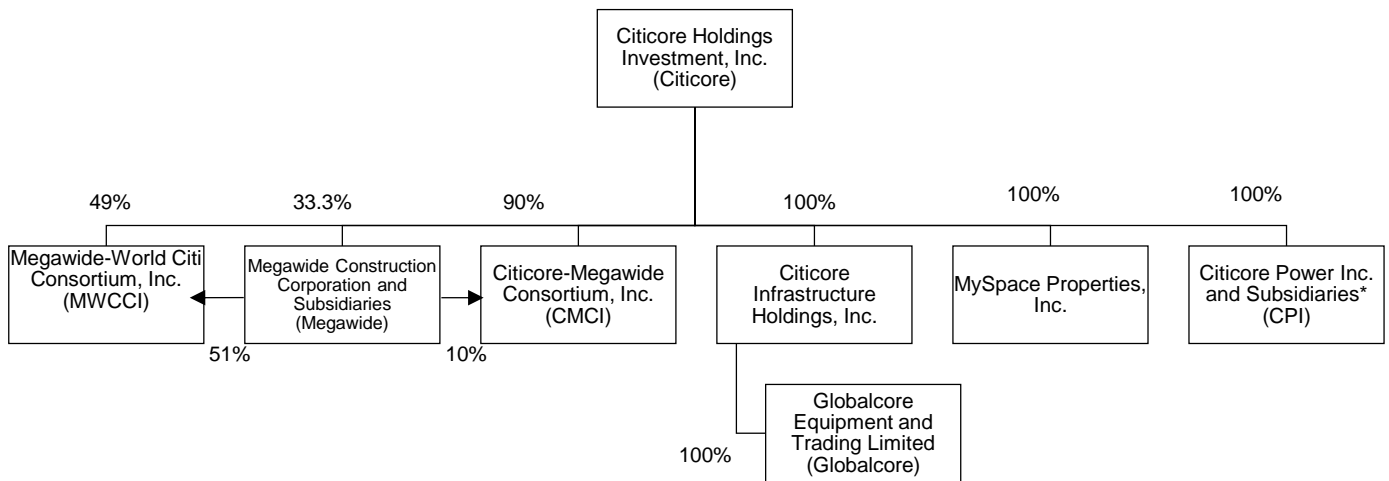 Citicore Holdings
Investment, Inc.
(Citicore)
49%
33.3%
90%
100%
100%
100%
Megawide-World Citi
Consortium, Inc.
(MWCCI)
Megawide Construction
Corporation and
Subsidiaries
(Megawide)
Citicore-Megawide
Consortium, Inc.
(CMCI)
Citicore
Infrastructure
Holdings, Inc.
MySpace Properties,
Inc.
Citicore Power Inc.
and Subsidiaries*
(CPI)
51%
10%
Globalcore
Equipment and
Trading Limited
(Globalcore)
100%